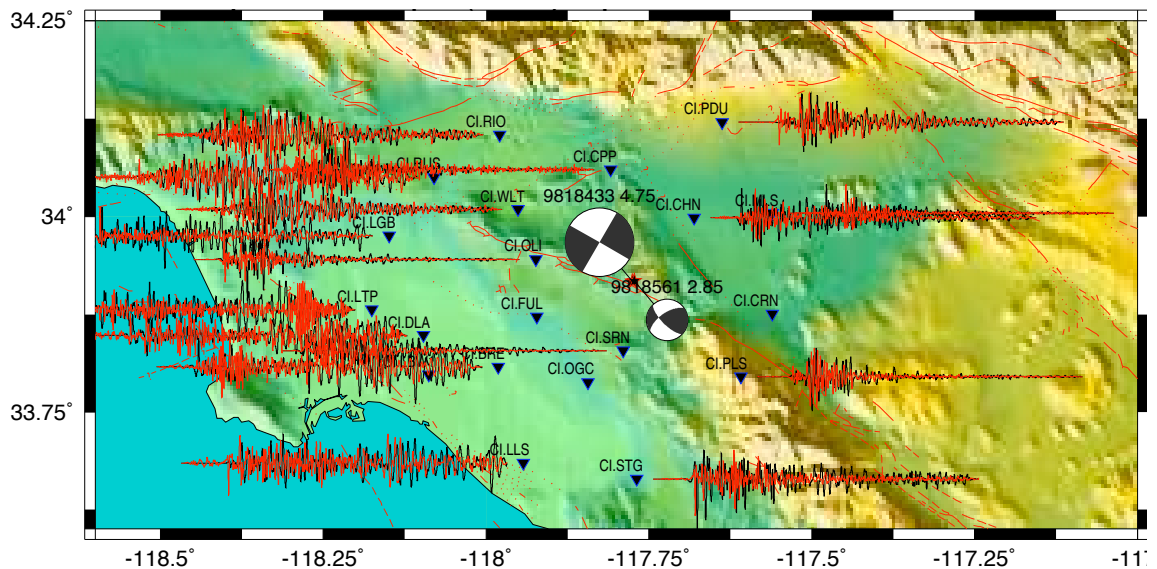 34.25°
34°
33.75°
CI.RIO
CI.PDU
CI.CPP
CI.RUS
CI.WLT
9818433 4.75
CI.CHN
CI.MLS
CI.LGB
CI.OLI
9818561 2.85
CI.LTP
CI.FUL
CI.CRN
CI.DLA
CI.SRN
CI.BRE
CI.OGC
CI.PLS
CI.LLS
CI.STG
-118.5°
-118.25°
-118°
-117.75°
-117.5°
-117.25°